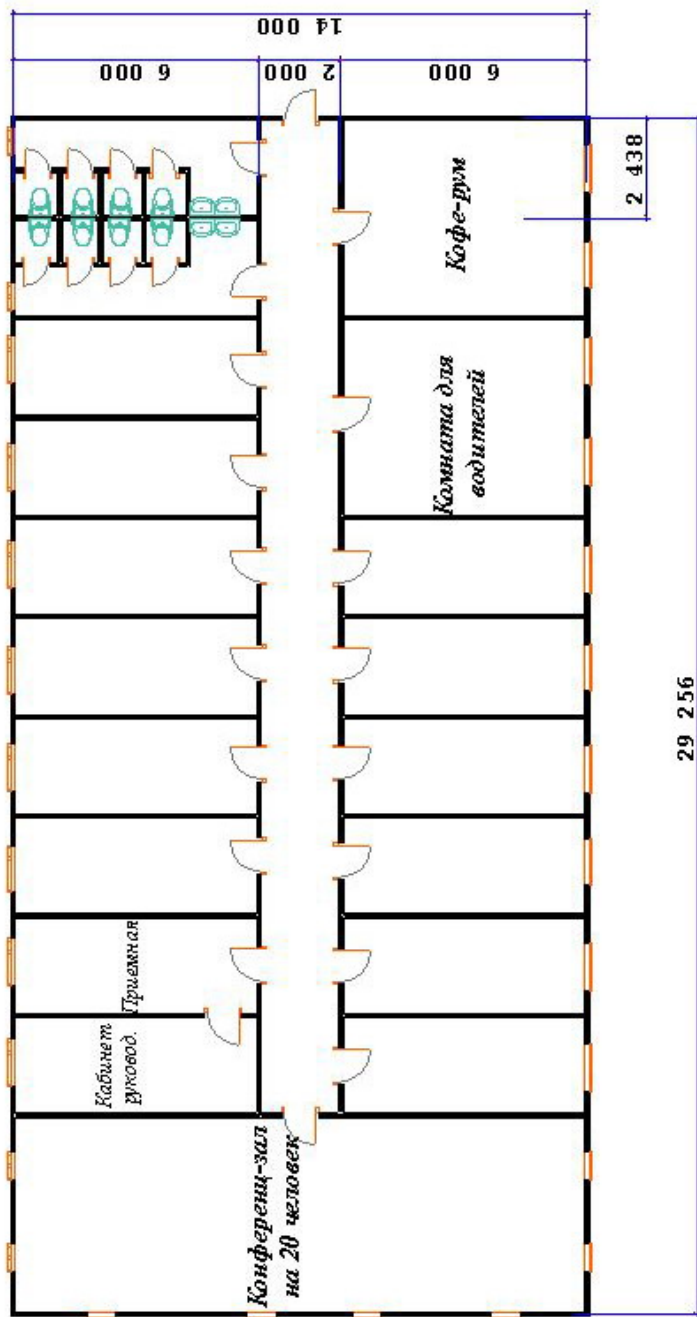 14 000
6 000
2 000
6 000
2 438
29 256
Кофе-рум
Комната для
водителей
Приемная
Кабинет
руковод.
Конференц-зал
на 20 человек